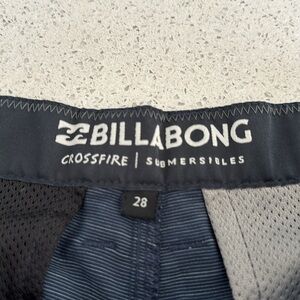 BILLABONG
CROSSFIRE | SUBMERSIBLES
28